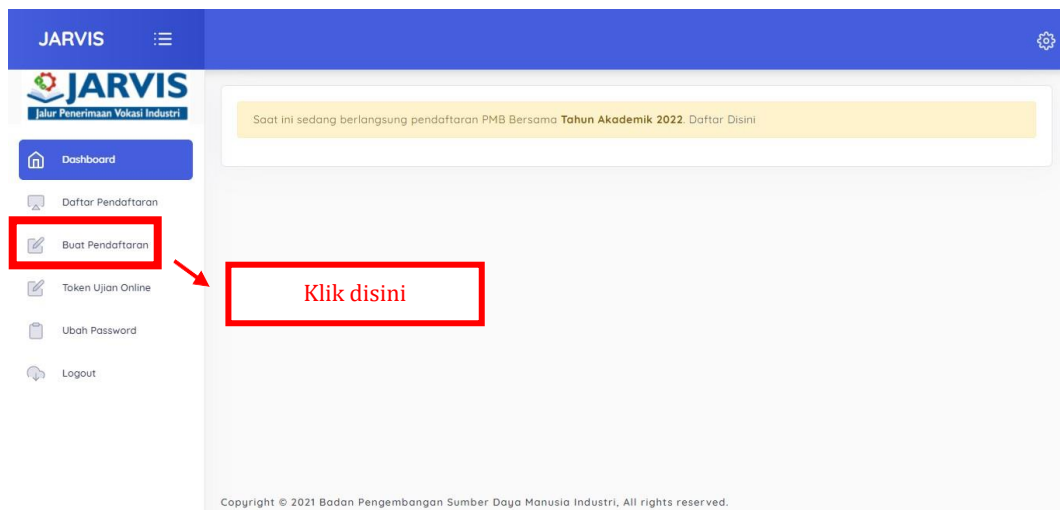 JARVIS
JARVIS
Jalur Penerimaan Vokasi Industri
Dashboard
Daftar Pendaftaran
Buat Pendaftaran
Token Ujian Online
Ubah Password
Logout
Saat ini sedang berlangsung pendaftaran PMB Bersama Tahun Akademik 2022. Daftar Disini
Klik disini
Copyright © 2021 Badan Pengembangan Sumber Daya Manusia Industri, All rights reserved.